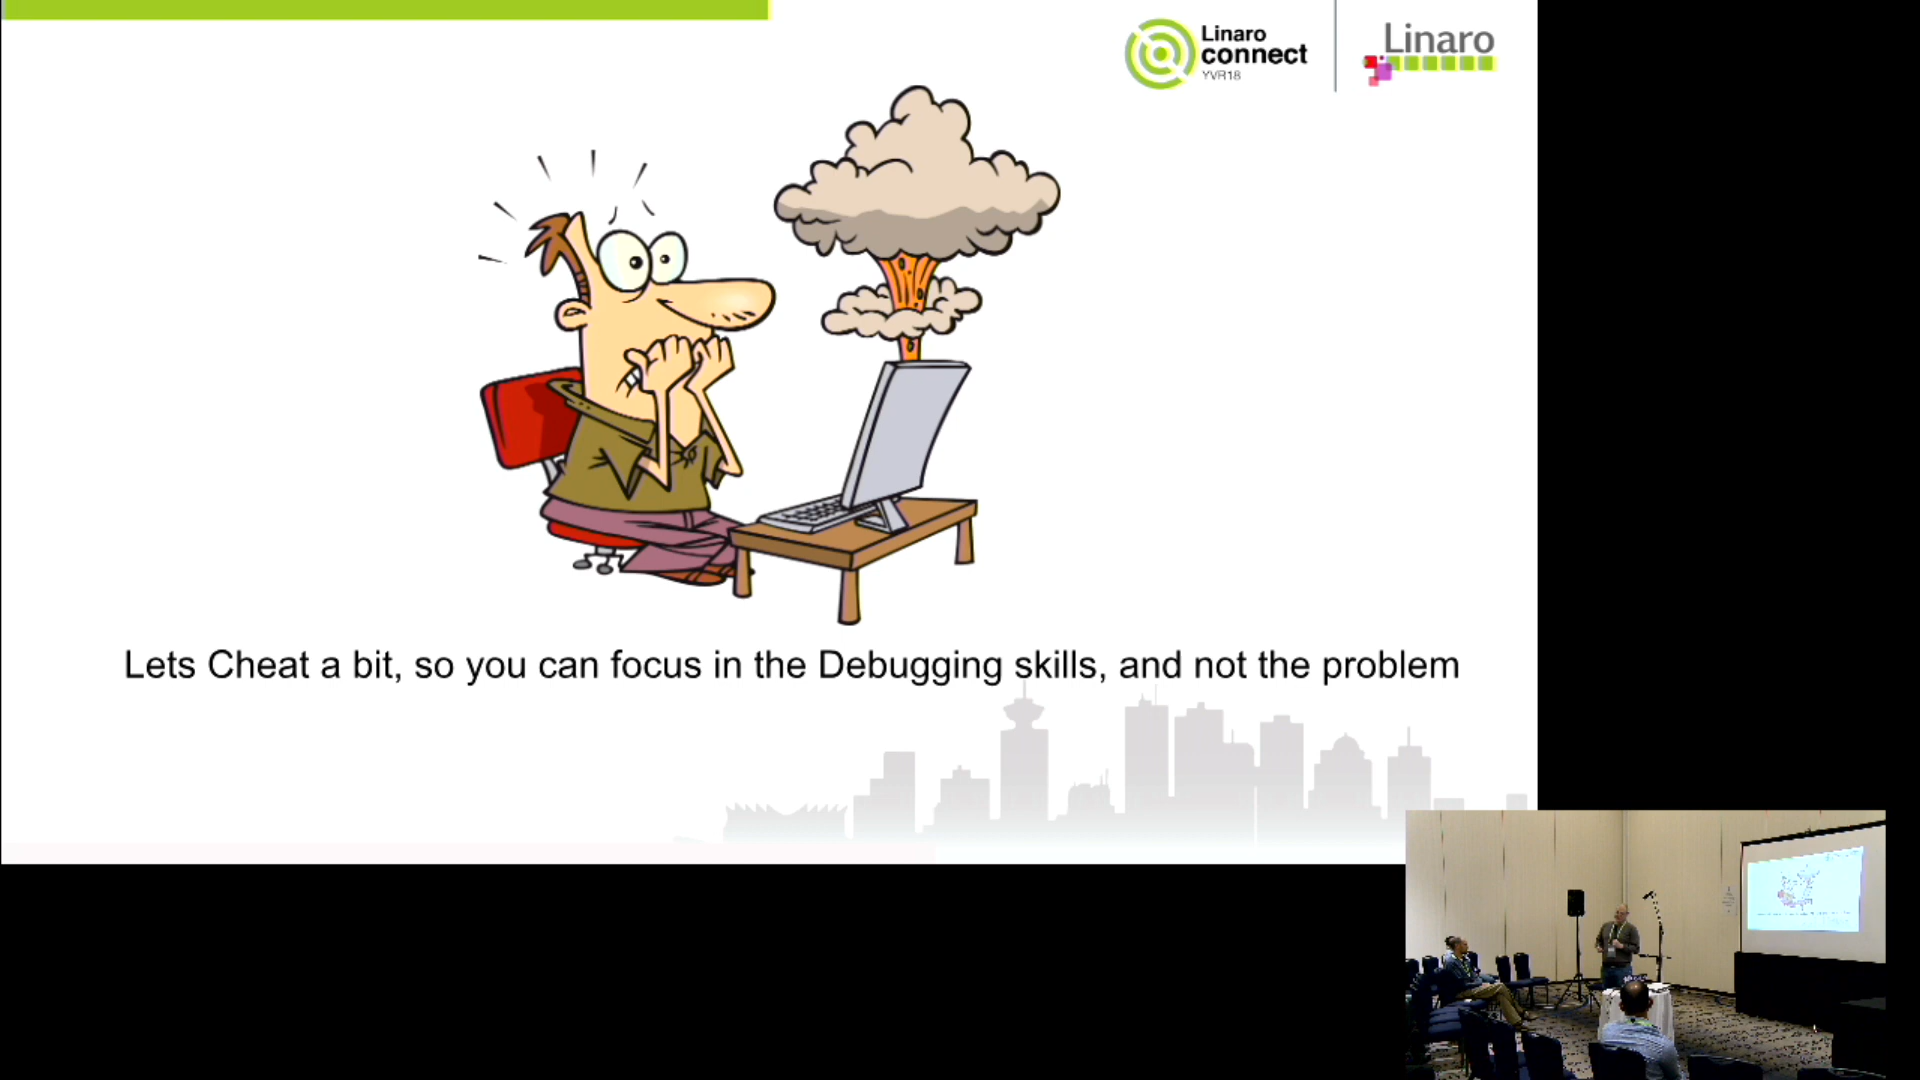 Linaro
connect
YVR18
Linaro
Lets Cheat a bit, so you can focus in the Debugging skills, and not the problem